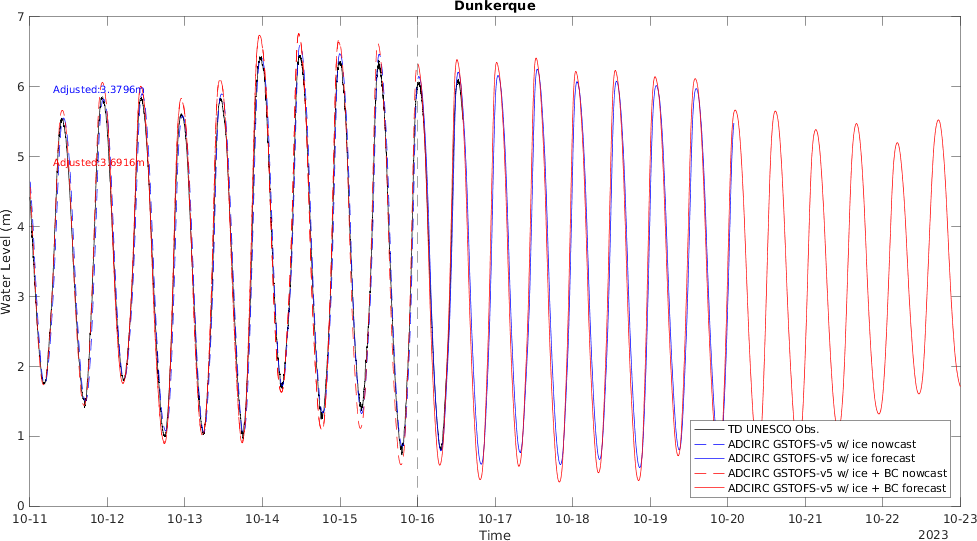 Dunkerque
7
6
5
4
3
2
1
0
Water Level (m)
Adjusted:3.3796m
Adjusted:3.6916m
TD UNESCO Obs.
ADCIRC GSTOFS-v5 w/ ice nowcast
ADCIRC GSTOFS-v5 w/ ice forecast
ADCIRC GSTOFS-v5 w/ ice + BC nowcast
ADCIRC GSTOFS-v5 w/ ice + BC forecast
10-11 10-12 10-13 10-14 10-15 10-16 10-17 10-18 10-19 10-20 10-21 10-22 10-23
Time
2023